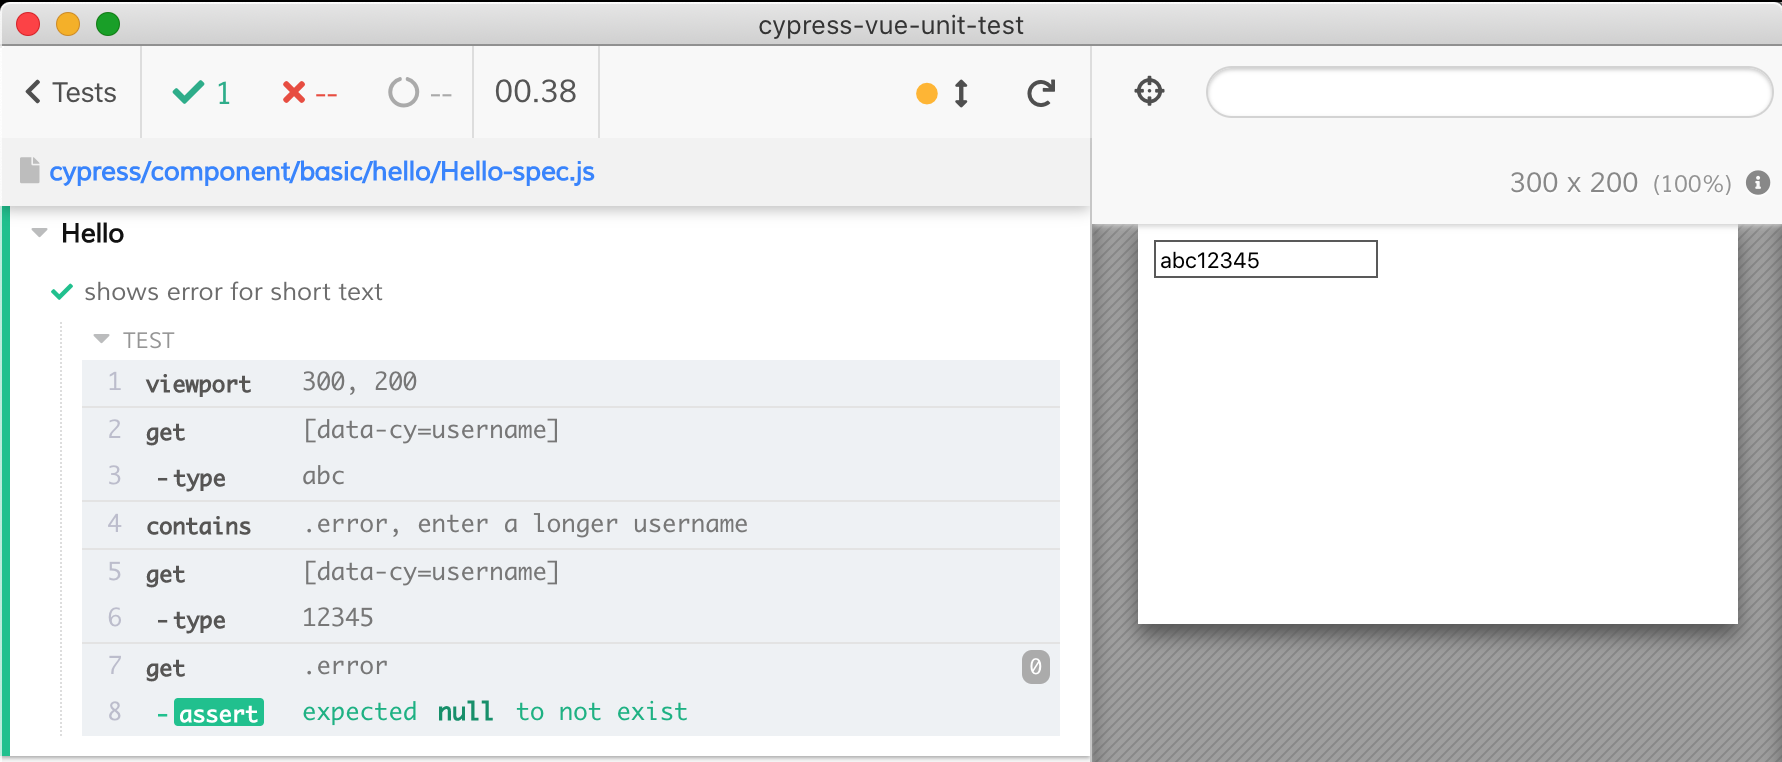 cypress-vue-unit-test
Tests 1 -- -- 00.38
cypress/component/basic/hello/Hello-spec.js
300 x 200 (100%)
Hello
shows error for short text
TEST
1 viewport 300, 200
2 get [data-cy=username]
3 -type abc
4 contains .error, enter a longer username
5 get [data-cy=username]
6 -type 12345
7 get .error 0
8 -assert expected null to not exist
abc12345